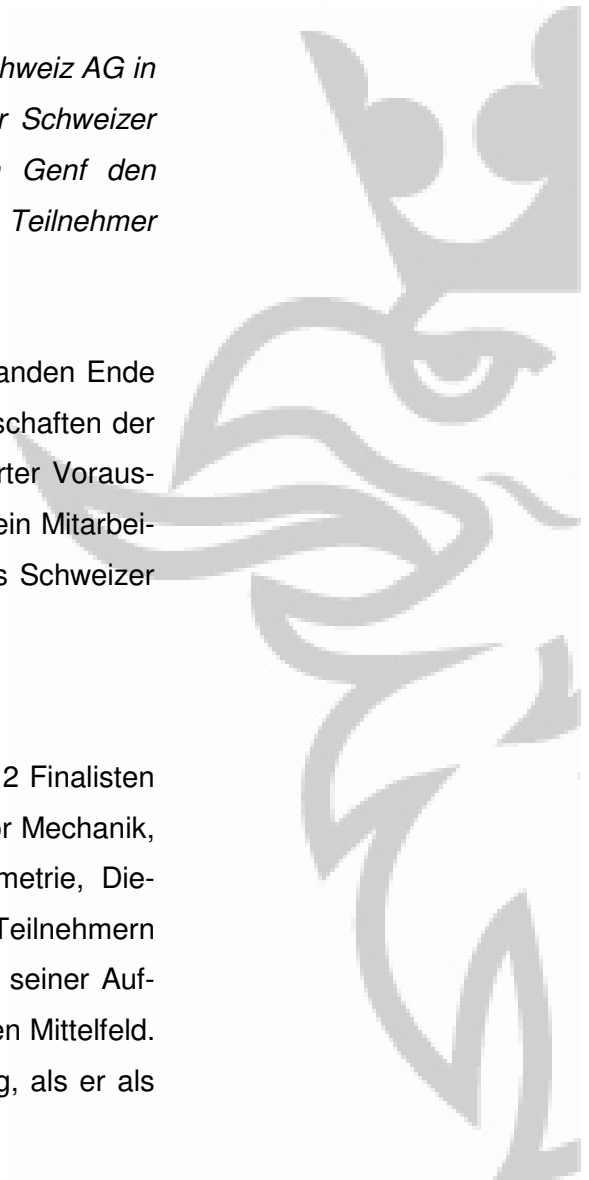 hweiz AG in
r Schweizer
Genf den
Teilnehmer
anden Ende
schaften der
rter Voraus-
ein Mitarbei-
s Schweizer
2 Finalisten
or Mechanik,
metrie, Die-
Teilnehmern
seiner Auf-
en Mittelfeld.
g, als er als